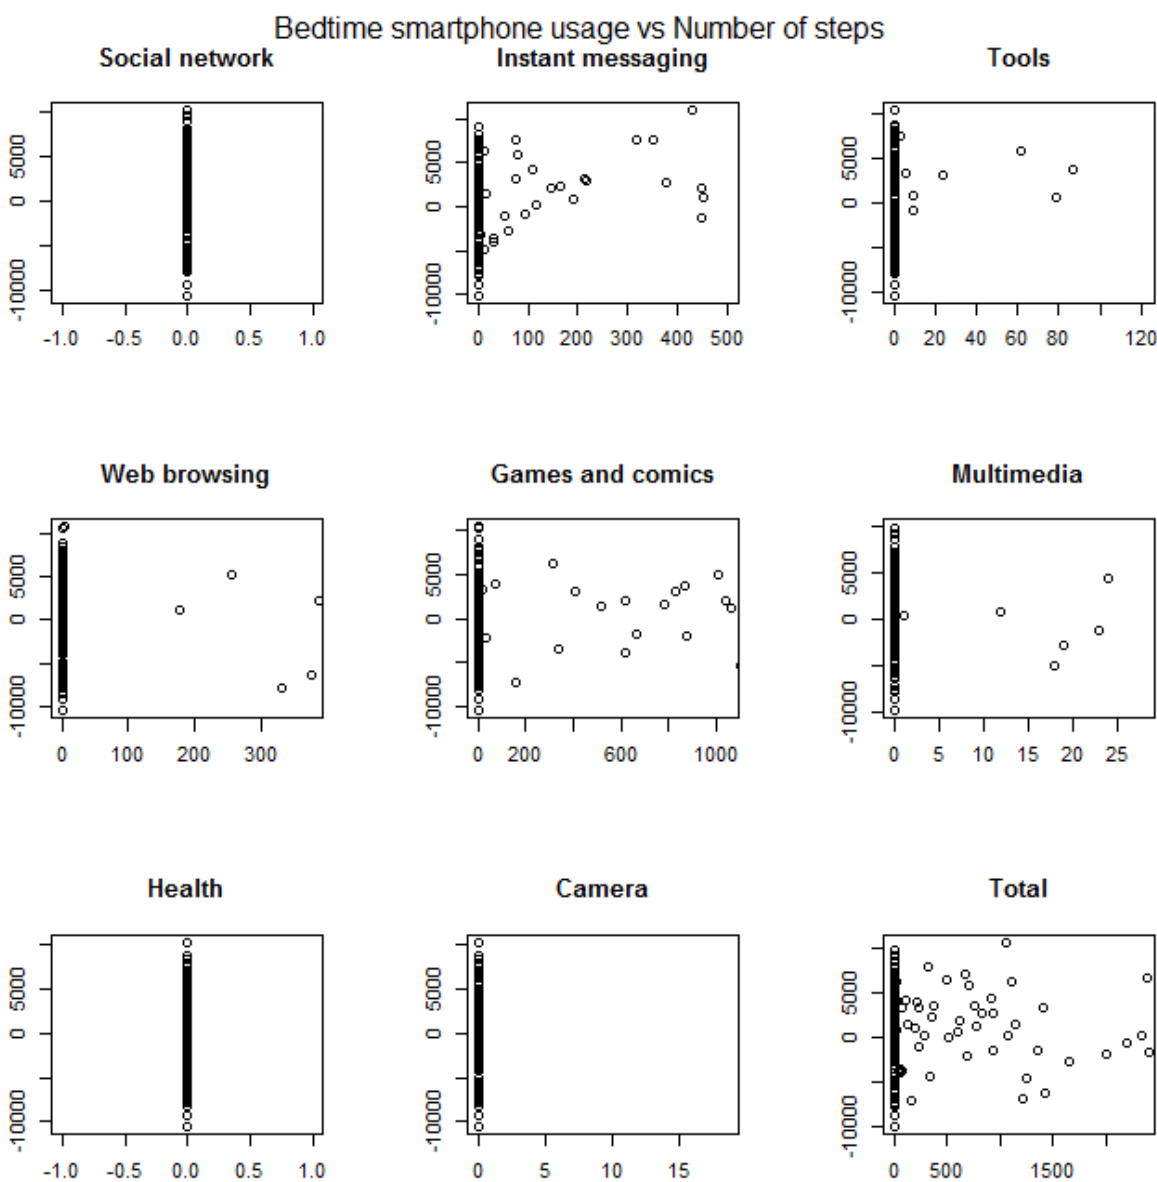 Bedtime smartphone usage vs Number of steps
Social network Instant messaging Tools
-10000 0 5000 -10000 0 5000 -10000 0 5000
-1.0 -0.5 0.0 0.5 1.0 0 100 200 300 400 500 0 20 40 60 80 120
Web browsing Games and comics Multimedia
-10000 0 5000 -10000 0 5000 -10000 0 5000
0 100 200 300 0 200 600 1000 0 5 10 15 20 25
Health Camera Total
-10000 0 5000 -10000 0 5000 -10000 0 5000
-1.0 -0.5 0.0 0.5 1.0 0 5 10 15 0 500 1500